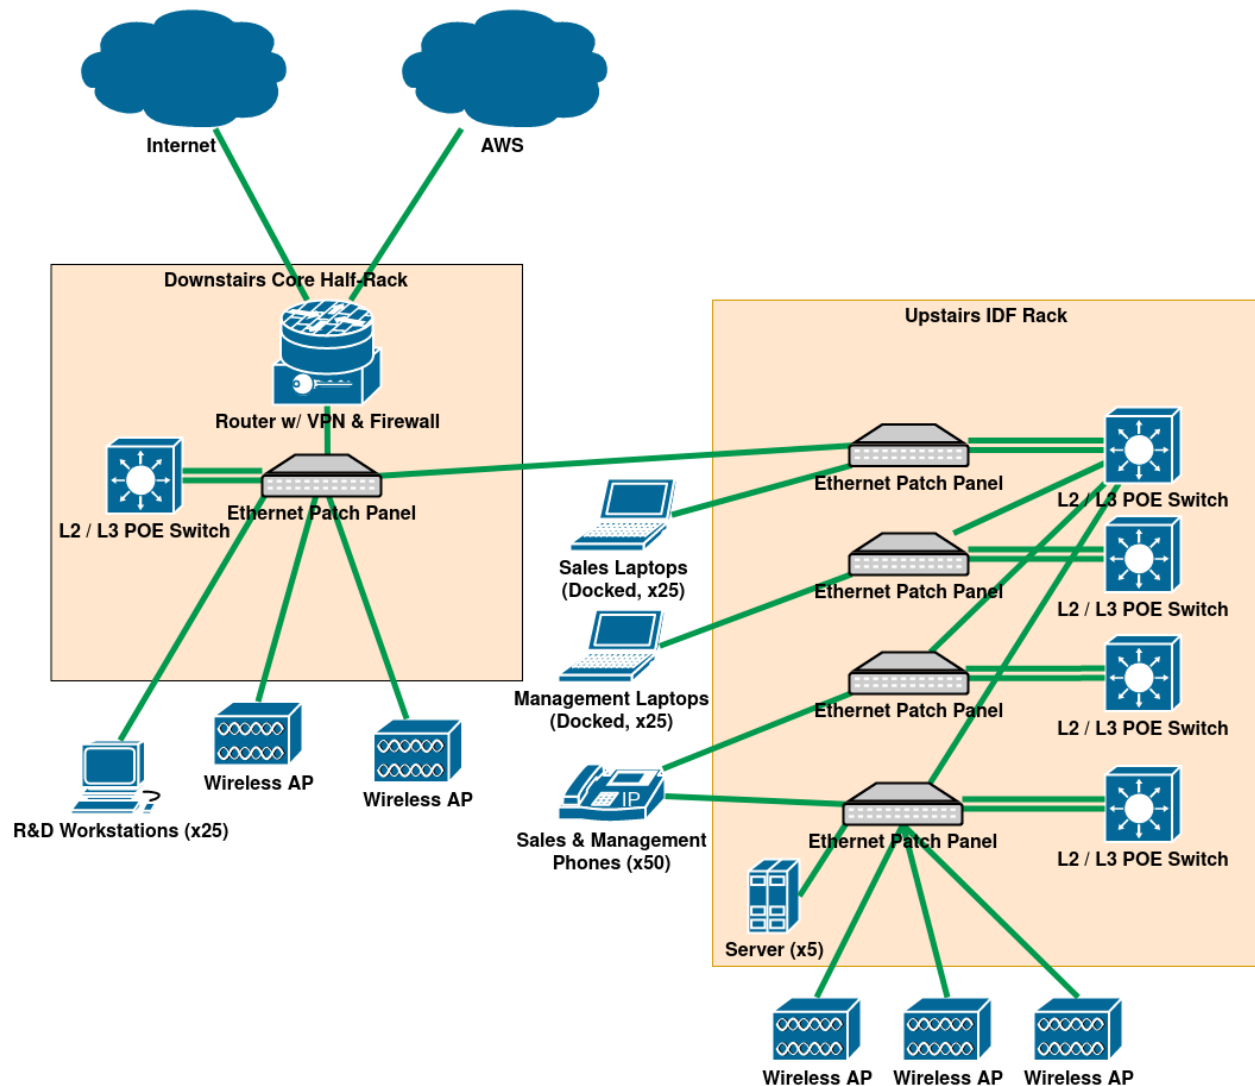 Internet
AWS
Downstairs Core Half-Rack
Router w/ VPN & Firewall
Ethernet Patch Panel
L2 / L3 POE Switch
Wireless AP
Wireless AP
R&D Workstations (x25)
Upstairs IDF Rack
Ethernet Patch Panel
L2 / L3 POE Switch
Sales Laptops
(Docked, x25)
Ethernet Patch Panel
L2 / L3 POE Switch
Management Laptops
(Docked, x25)
Ethernet Patch Panel
L2 / L3 POE Switch
IP
Sales & Management
Phones (x50)
Ethernet Patch Panel
L2 / L3 POE Switch
Server (x5)
Wireless AP
Wireless AP
Wireless AP